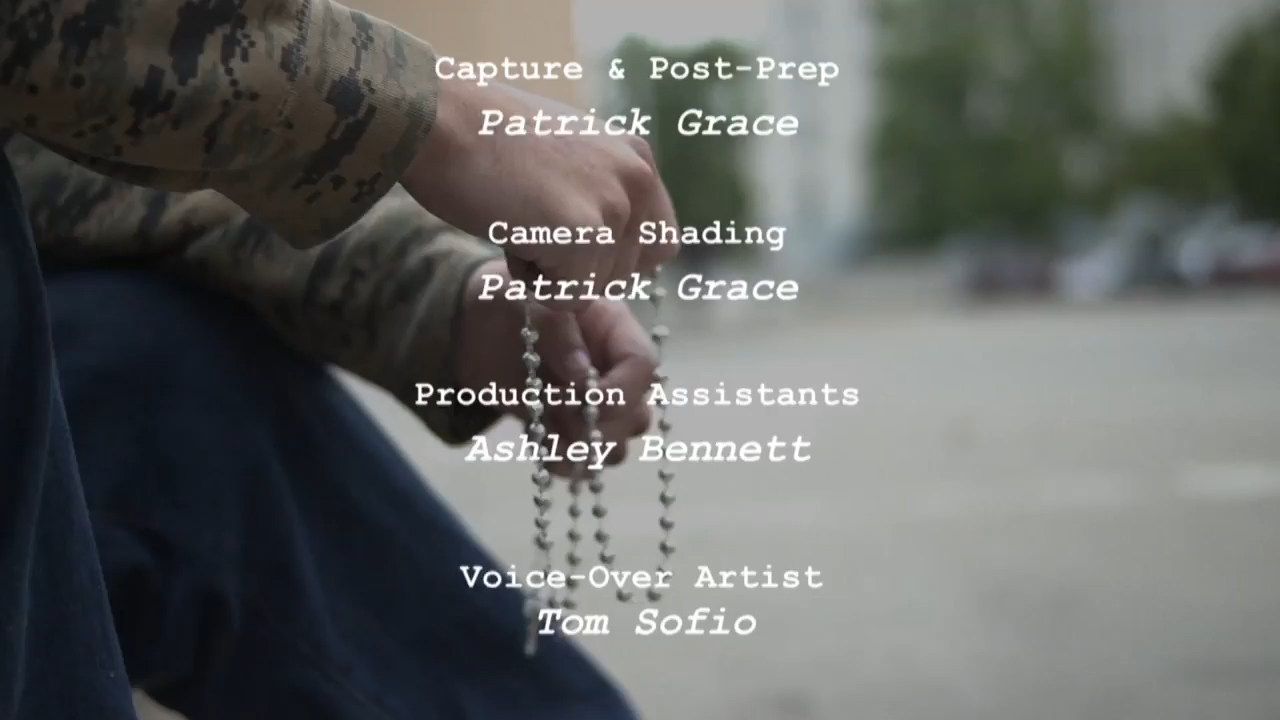 Capture & Post-Prep
Patrick Grace
Camera Shading
Patrick Grace
Production Assistants
Ashley Bennett
Voice-Over Artist
Tom Sofio